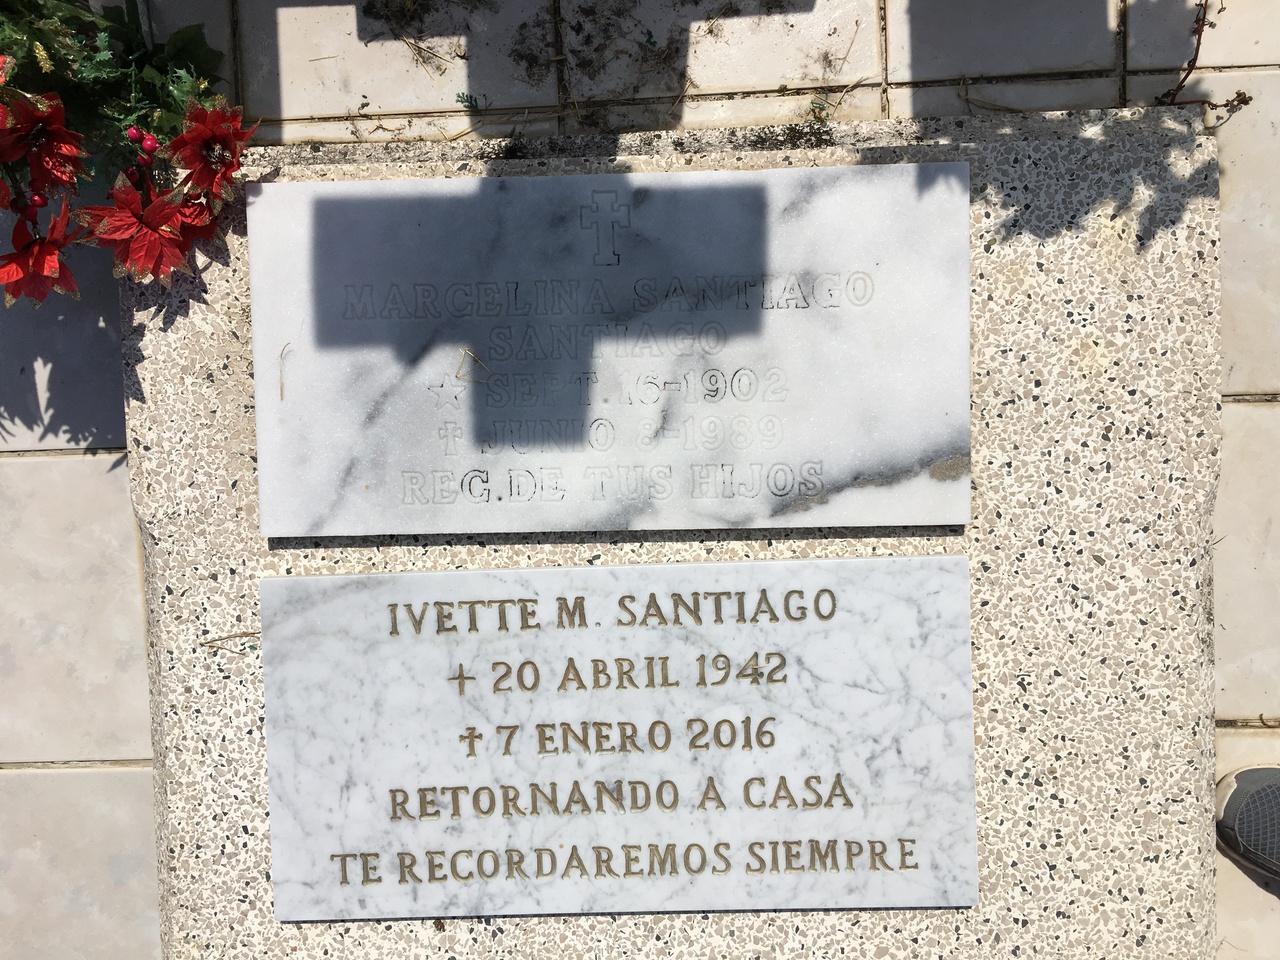 MARCELINA SANTIAGO
SANTIAGO
☆ SEPT. 16-1902
✝ JUNIO 8-1989
REC. DE TUS HIJOS
IVETTE M. SANTIAGO
+ 20 ABRIL 1942
✝ 7 ENERO 2016
RETORNANDO A CASA
TE RECORDAREMOS SIEMPRE